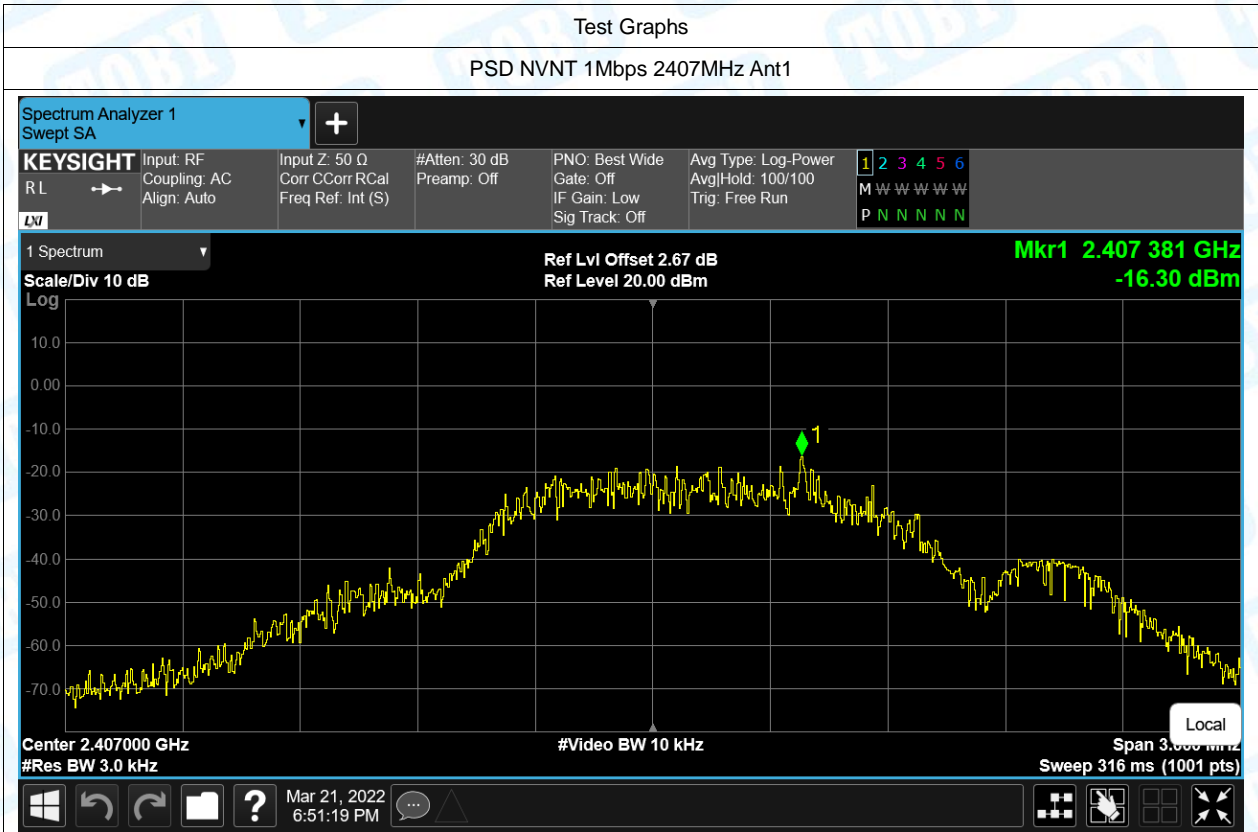 Test Graphs
PSD NVNT 1Mbps 2407MHz Ant1
Spectrum Analyzer 1
Swept SA
KEYSIGHT
R L
LXI
Input: RF
Coupling: AC
Align: Auto
Input Z: 50 Ω
Corr CCorr RCal
Freq Ref: Int (S)
#Atten: 30 dB
Preamp: Off
PNO: Best Wide
Gate: Off
IF Gain: Low
Sig Track: Off
Avg Type: Log-Power
Avg|Hold: 100/100
Trig: Free Run
1 2 3 4 5 6
M W W W W W
P N N N N N
1 Spectrum
Scale/Div 10 dB
Ref Lvl Offset 2.67 dB
Ref Level 20.00 dBm
Mkr1 2.407 381 GHz
-16.30 dBm
Log
10.0
0.00
-10.0
-20.0
-30.0
-40.0
-50.0
-60.0
-70.0
1
Local
Center 2.407000 GHz
#Res BW 3.0 kHz
#Video BW 10 kHz
Span
Sweep 316 ms (1001 pts)
?
Mar 21, 2022
6:51:19 PM
TOBY